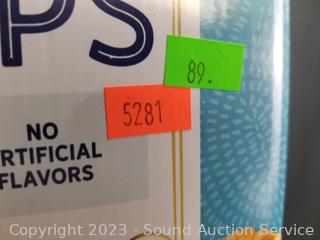 PS
89.
5281
NO
RTIFICIAL
FLAVORS
Copyright 2023 - Sound Auction Service